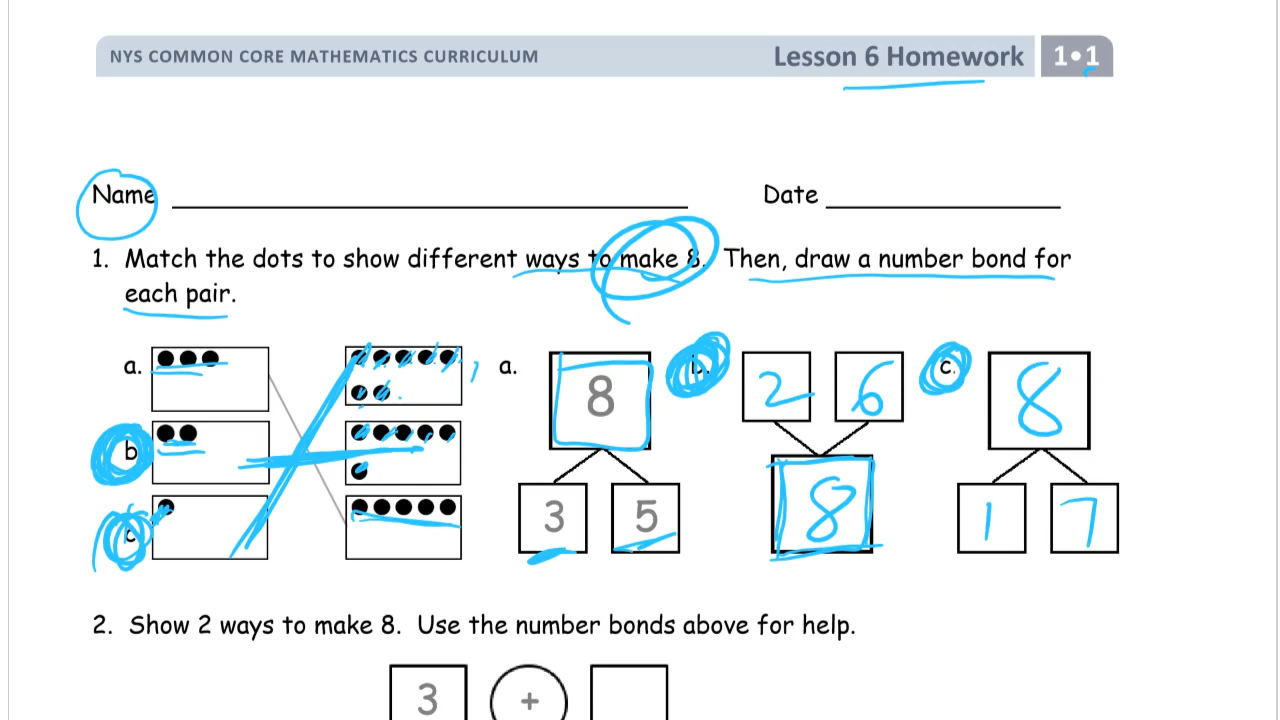 NYS COMMON CORE MATHEMATICS CURRICULUM Lesson 6 Homework 1•1
Name Date
1. Match the dots to show different ways to make 8. Then, draw a number bond for
each pair.
a. a. 8 b. 2 6 c. 8
b 8
c 3 5 1 7
2. Show 2 ways to make 8. Use the number bonds above for help.
3 +